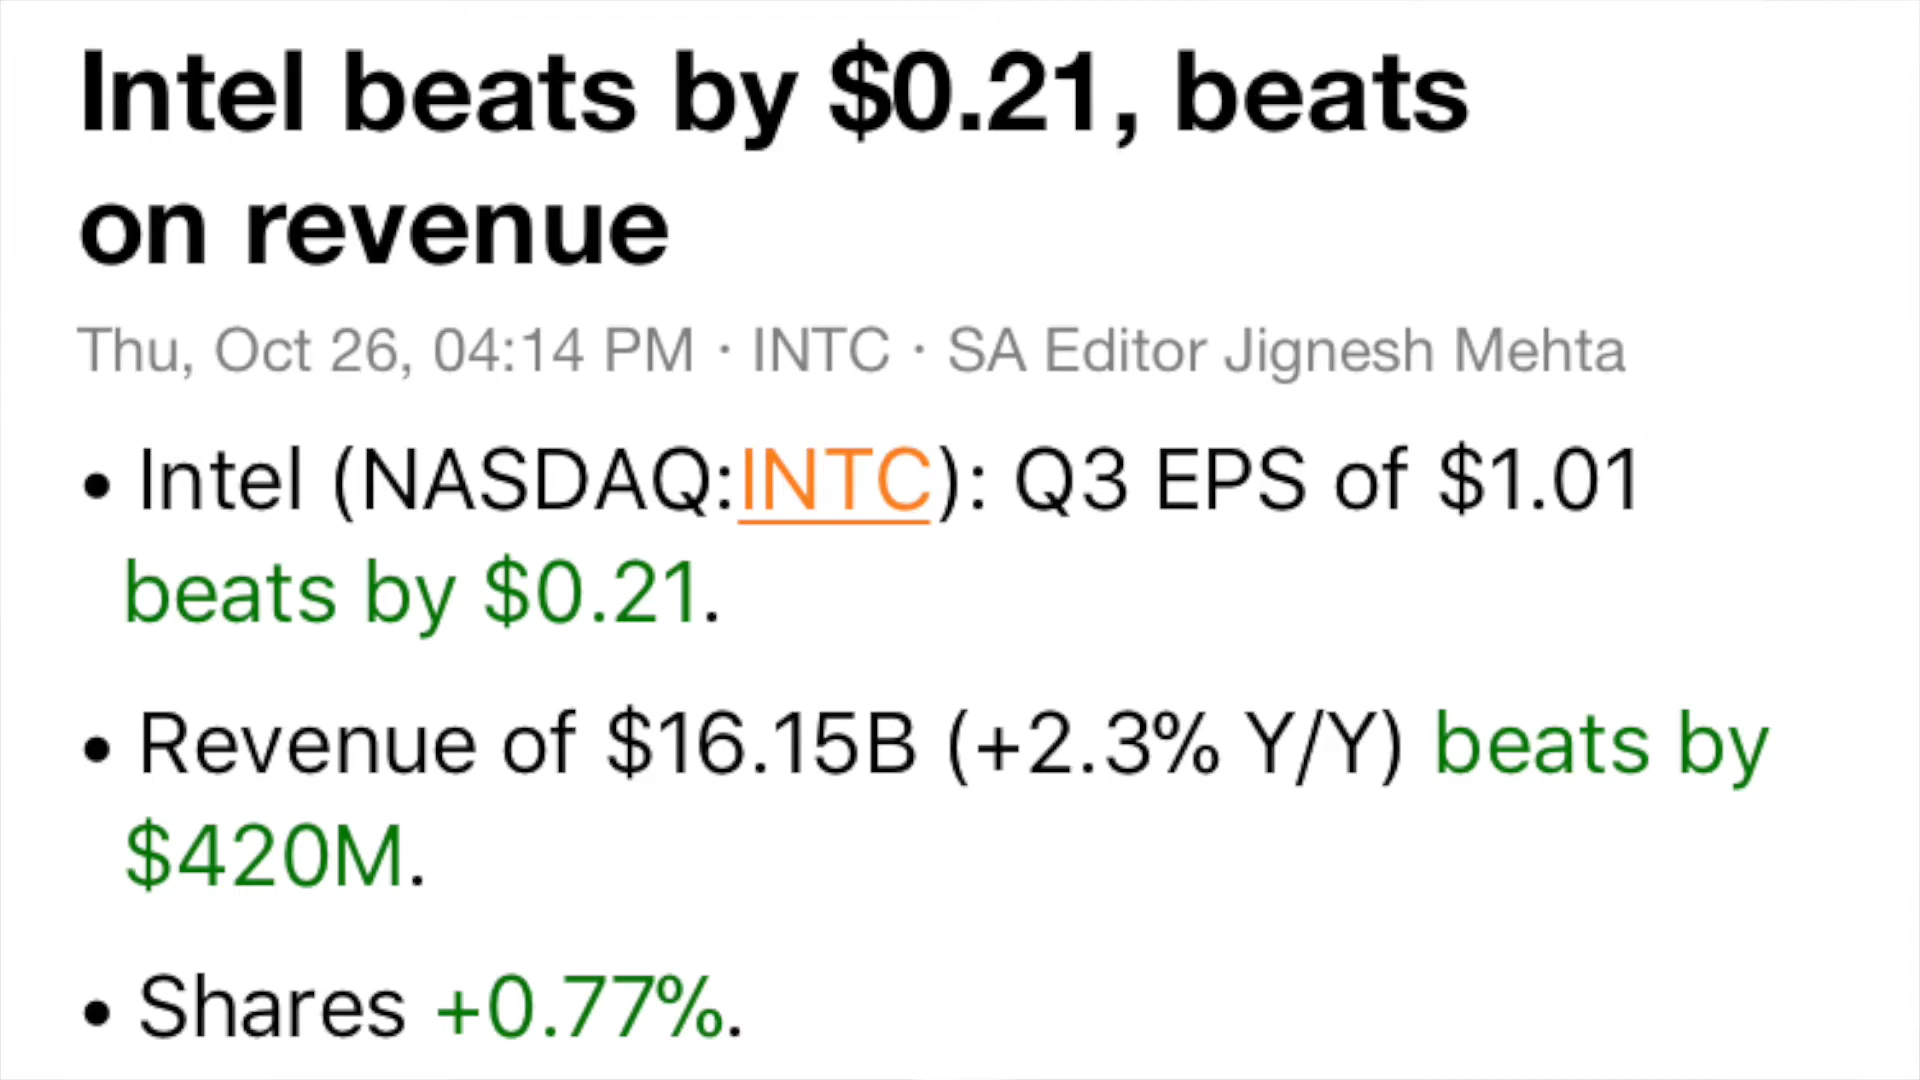 Intel beats by $0.21, beats
on revenue
Thu, Oct 26, 04:14 PM · INTC · SA Editor Jignesh Mehta
• Intel (NASDAQ:INTC): Q3 EPS of $1.01
beats by $0.21.
• Revenue of $16.15B (+2.3% Y/Y) beats by
$420M.
• Shares +0.77%.